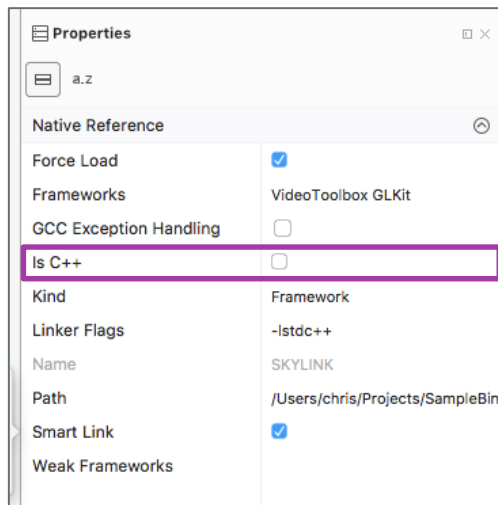 Properties
a.z
Native Reference
Force Load
Frameworks VideoToolbox GLKit
GCC Exception Handling
Is C++
Kind Framework
Linker Flags -lstdc++
Name SKYLINK
Path /Users/chris/Projects/SampleBin
Smart Link
Weak Frameworks